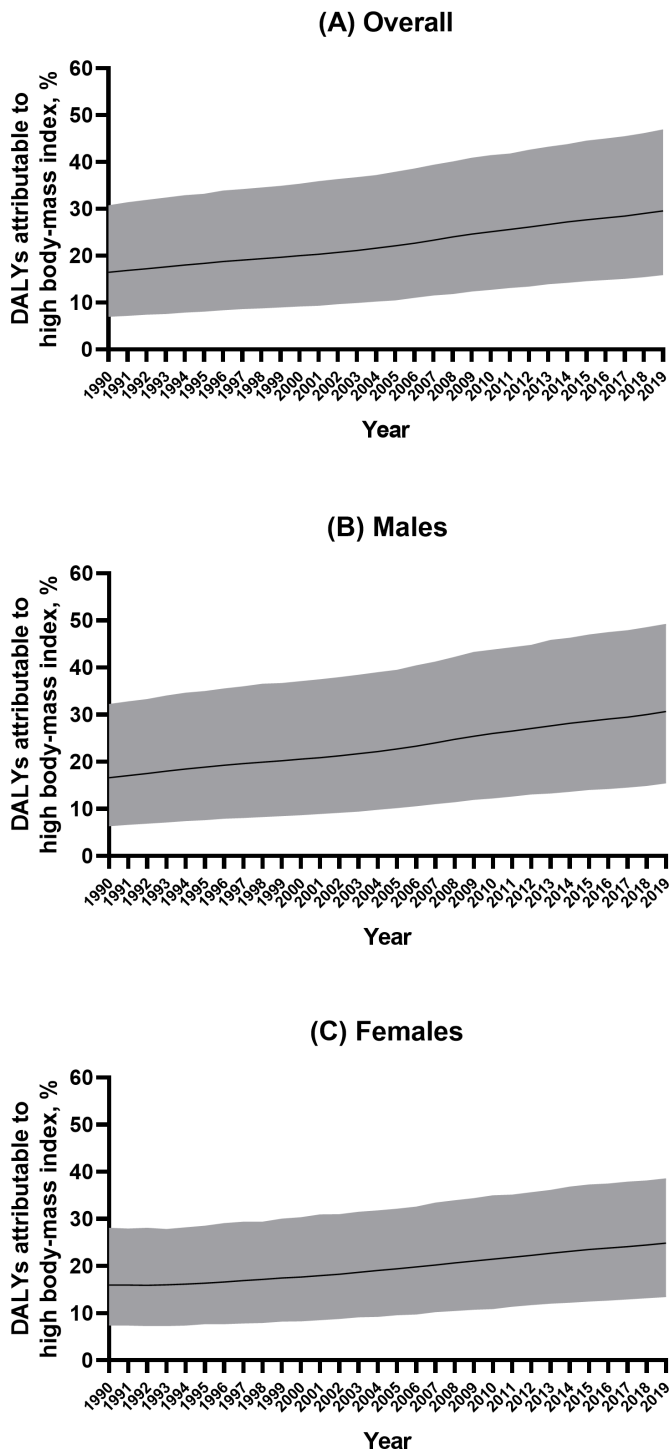 (A) Overall
DALYs attributable to
high body-mass index, %
60
50
40
30
20
10
0
1990 1991 1992 1993 1994 1995 1996 1997 1998 1999 2000 2001 2002 2003 2004 2005 2006 2007 2008 2009 2010 2011 2012 2013 2014 2015 2016 2017 2018 2019
Year
(B) Males
DALYs attributable to
high body-mass index, %
60
50
40
30
20
10
0
1990 1991 1992 1993 1994 1995 1996 1997 1998 1999 2000 2001 2002 2003 2004 2005 2006 2007 2008 2009 2010 2011 2012 2013 2014 2015 2016 2017 2018 2019
Year
(C) Females
DALYs attributable to
high body-mass index, %
60
50
40
30
20
10
0
1990 1991 1992 1993 1994 1995 1996 1997 1998 1999 2000 2001 2002 2003 2004 2005 2006 2007 2008 2009 2010 2011 2012 2013 2014 2015 2016 2017 2018 2019
Year